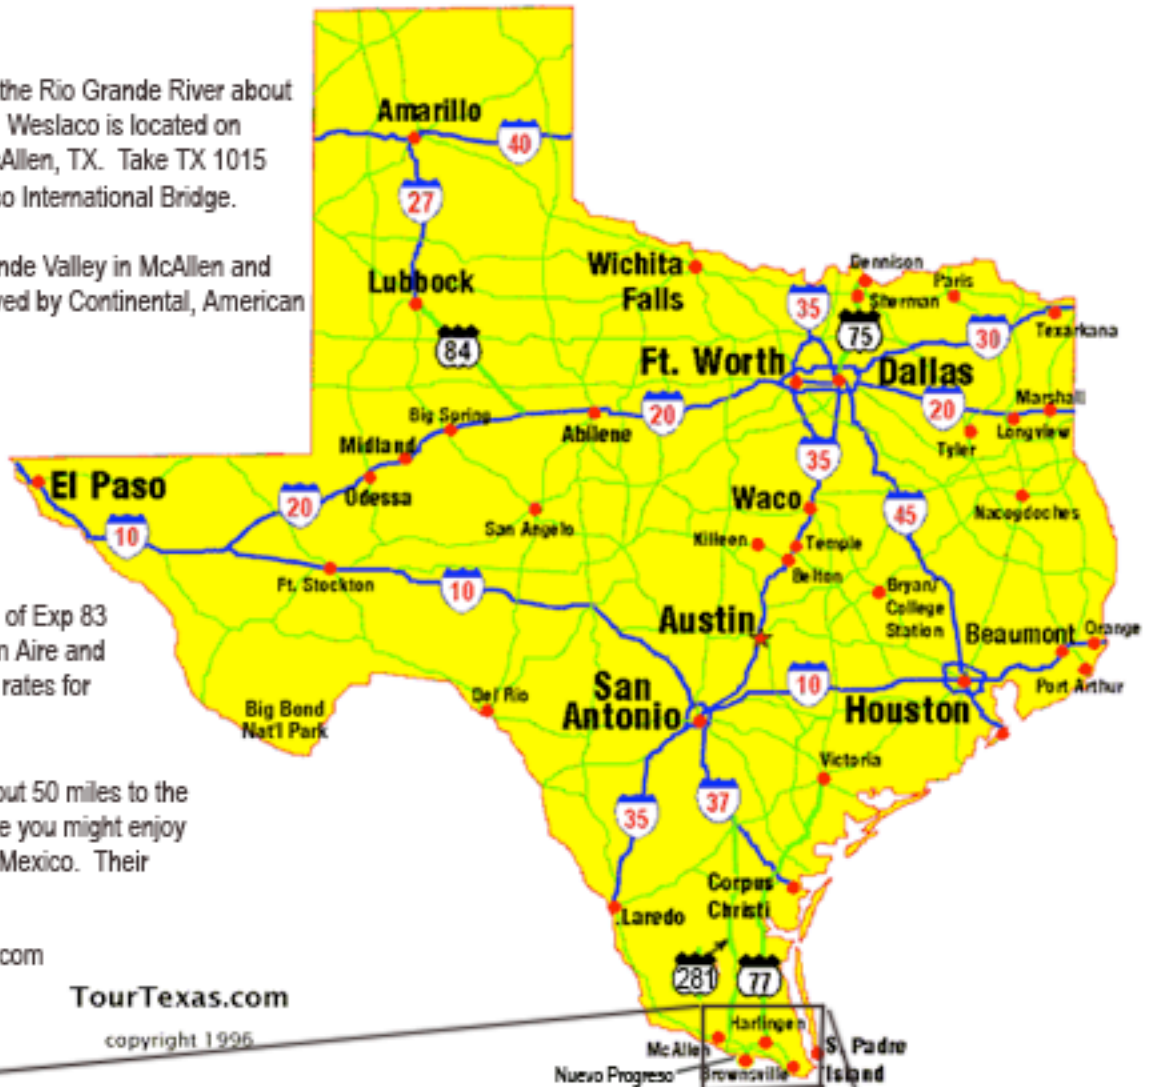 the Rio Grande River about
Weslaco is located on
Allen, TX. Take TX 1015
o International Bridge.
nde Valley in McAllen and
ved by Continental, American
of Exp 83
n Aire and
rates for
out 50 miles to the
e you might enjoy
Mexico. Their
com
TourTexas.com
copyright 1996
Amarillo
40
27
Lubbock
84
Wichita
Falls
Dennison
Sherman
Paris
35
75
30
Texarkana
Ft. Worth
Dallas
20
Marshall
Longview
Tyler
Big Spring
Abilene
20
Midland
Odessa
35
El Paso
20
10
San Angelo
Waco
45
Nacogdoches
Killeen
Temple
Belton
Ft. Stockton
10
Bryan/
College
Station
Austin
Beaumont
Orange
Port Arthur
San
Antonio
10
Houston
Del Rio
Big Bond
Nat'l Park
Victoria
35
37
Corpus
Christi
.Laredo
281
77
Harlingen
McAllen
S. Padre
Island
Nuevo Progreso
Brownsville